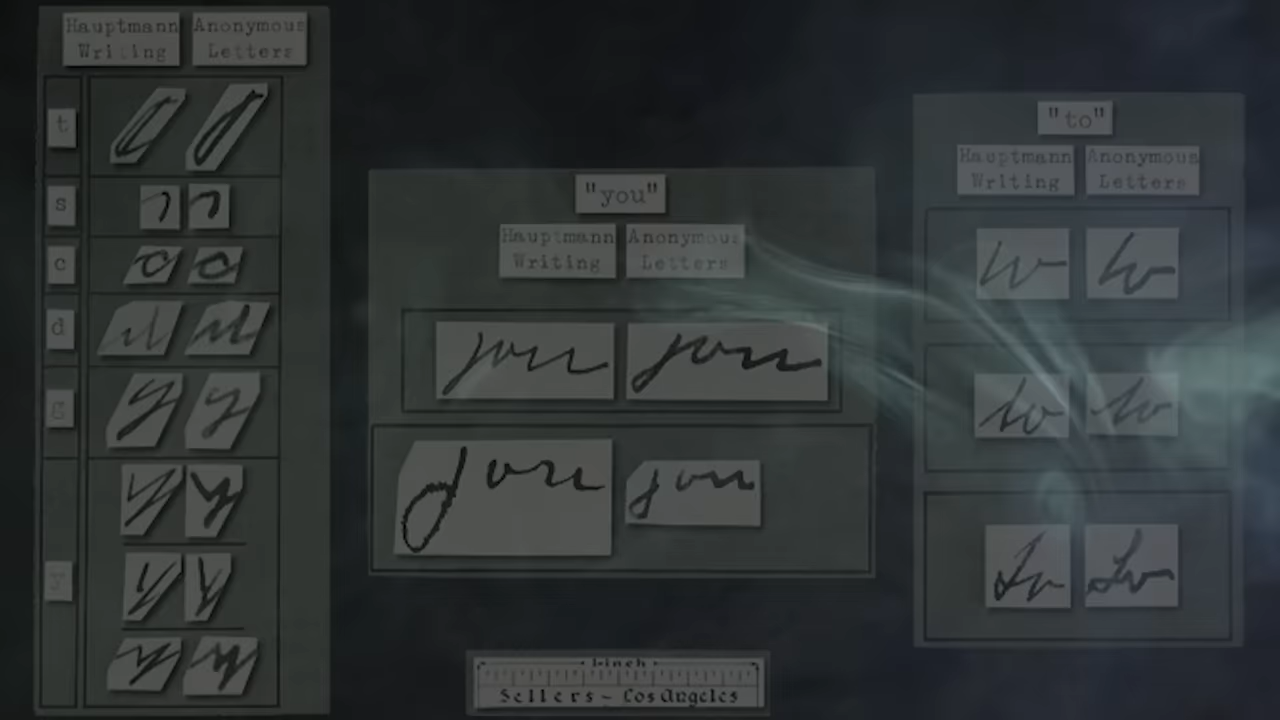 Hauptmann Writing
Anonymous Letters
t
s
c
d
g
y
"you"
Hauptmann Writing
Anonymous Letters
you you
you you
"to"
Hauptmann Writing
Anonymous Letters
to to
to to
To To
1-inch
Sellers - Los Angeles